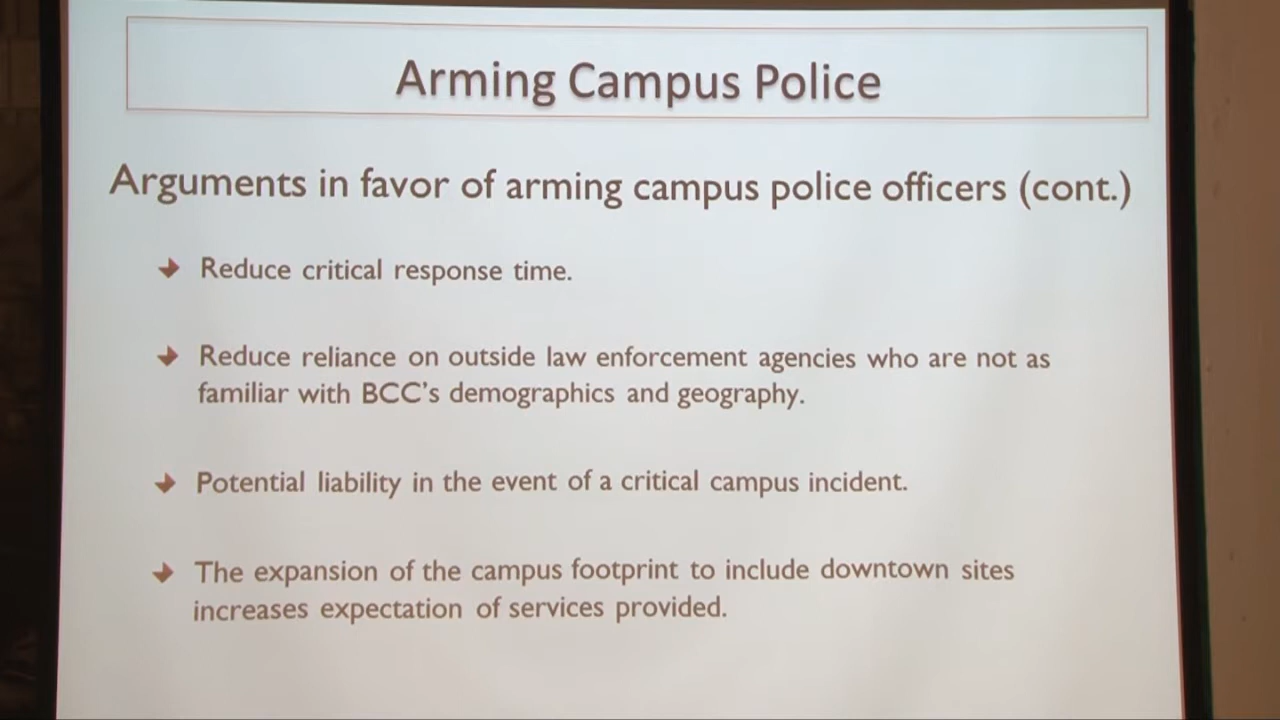 Arming Campus Police
Arguments in favor of arming campus police officers (cont.)
Reduce critical response time.
Reduce reliance on outside law enforcement agencies who are not as
familiar with BCC's demographics and geography.
Potential liability in the event of a critical campus incident.
The expansion of the campus footprint to include downtown sites
increases expectation of services provided.